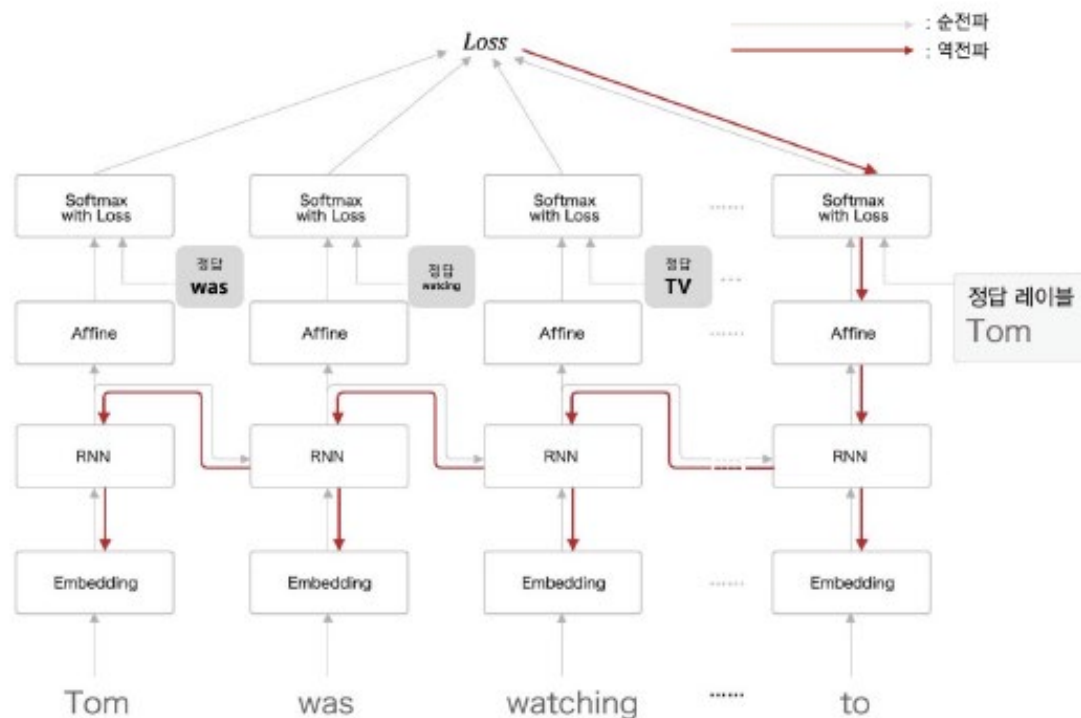 : 순전파
Loss
: 역전파
Softmax
with Loss
Softmax
with Loss
Softmax
with Loss
......
Softmax
with Loss
정답
was
정답
watcing
정답
TV
...
정답 레이블
Tom
Affine
Affine
Affine
......
Affine
RNN
RNN
RNN
......
RNN
Embedding
Embedding
Embedding
......
Embedding
Tom
was
watching
......
to